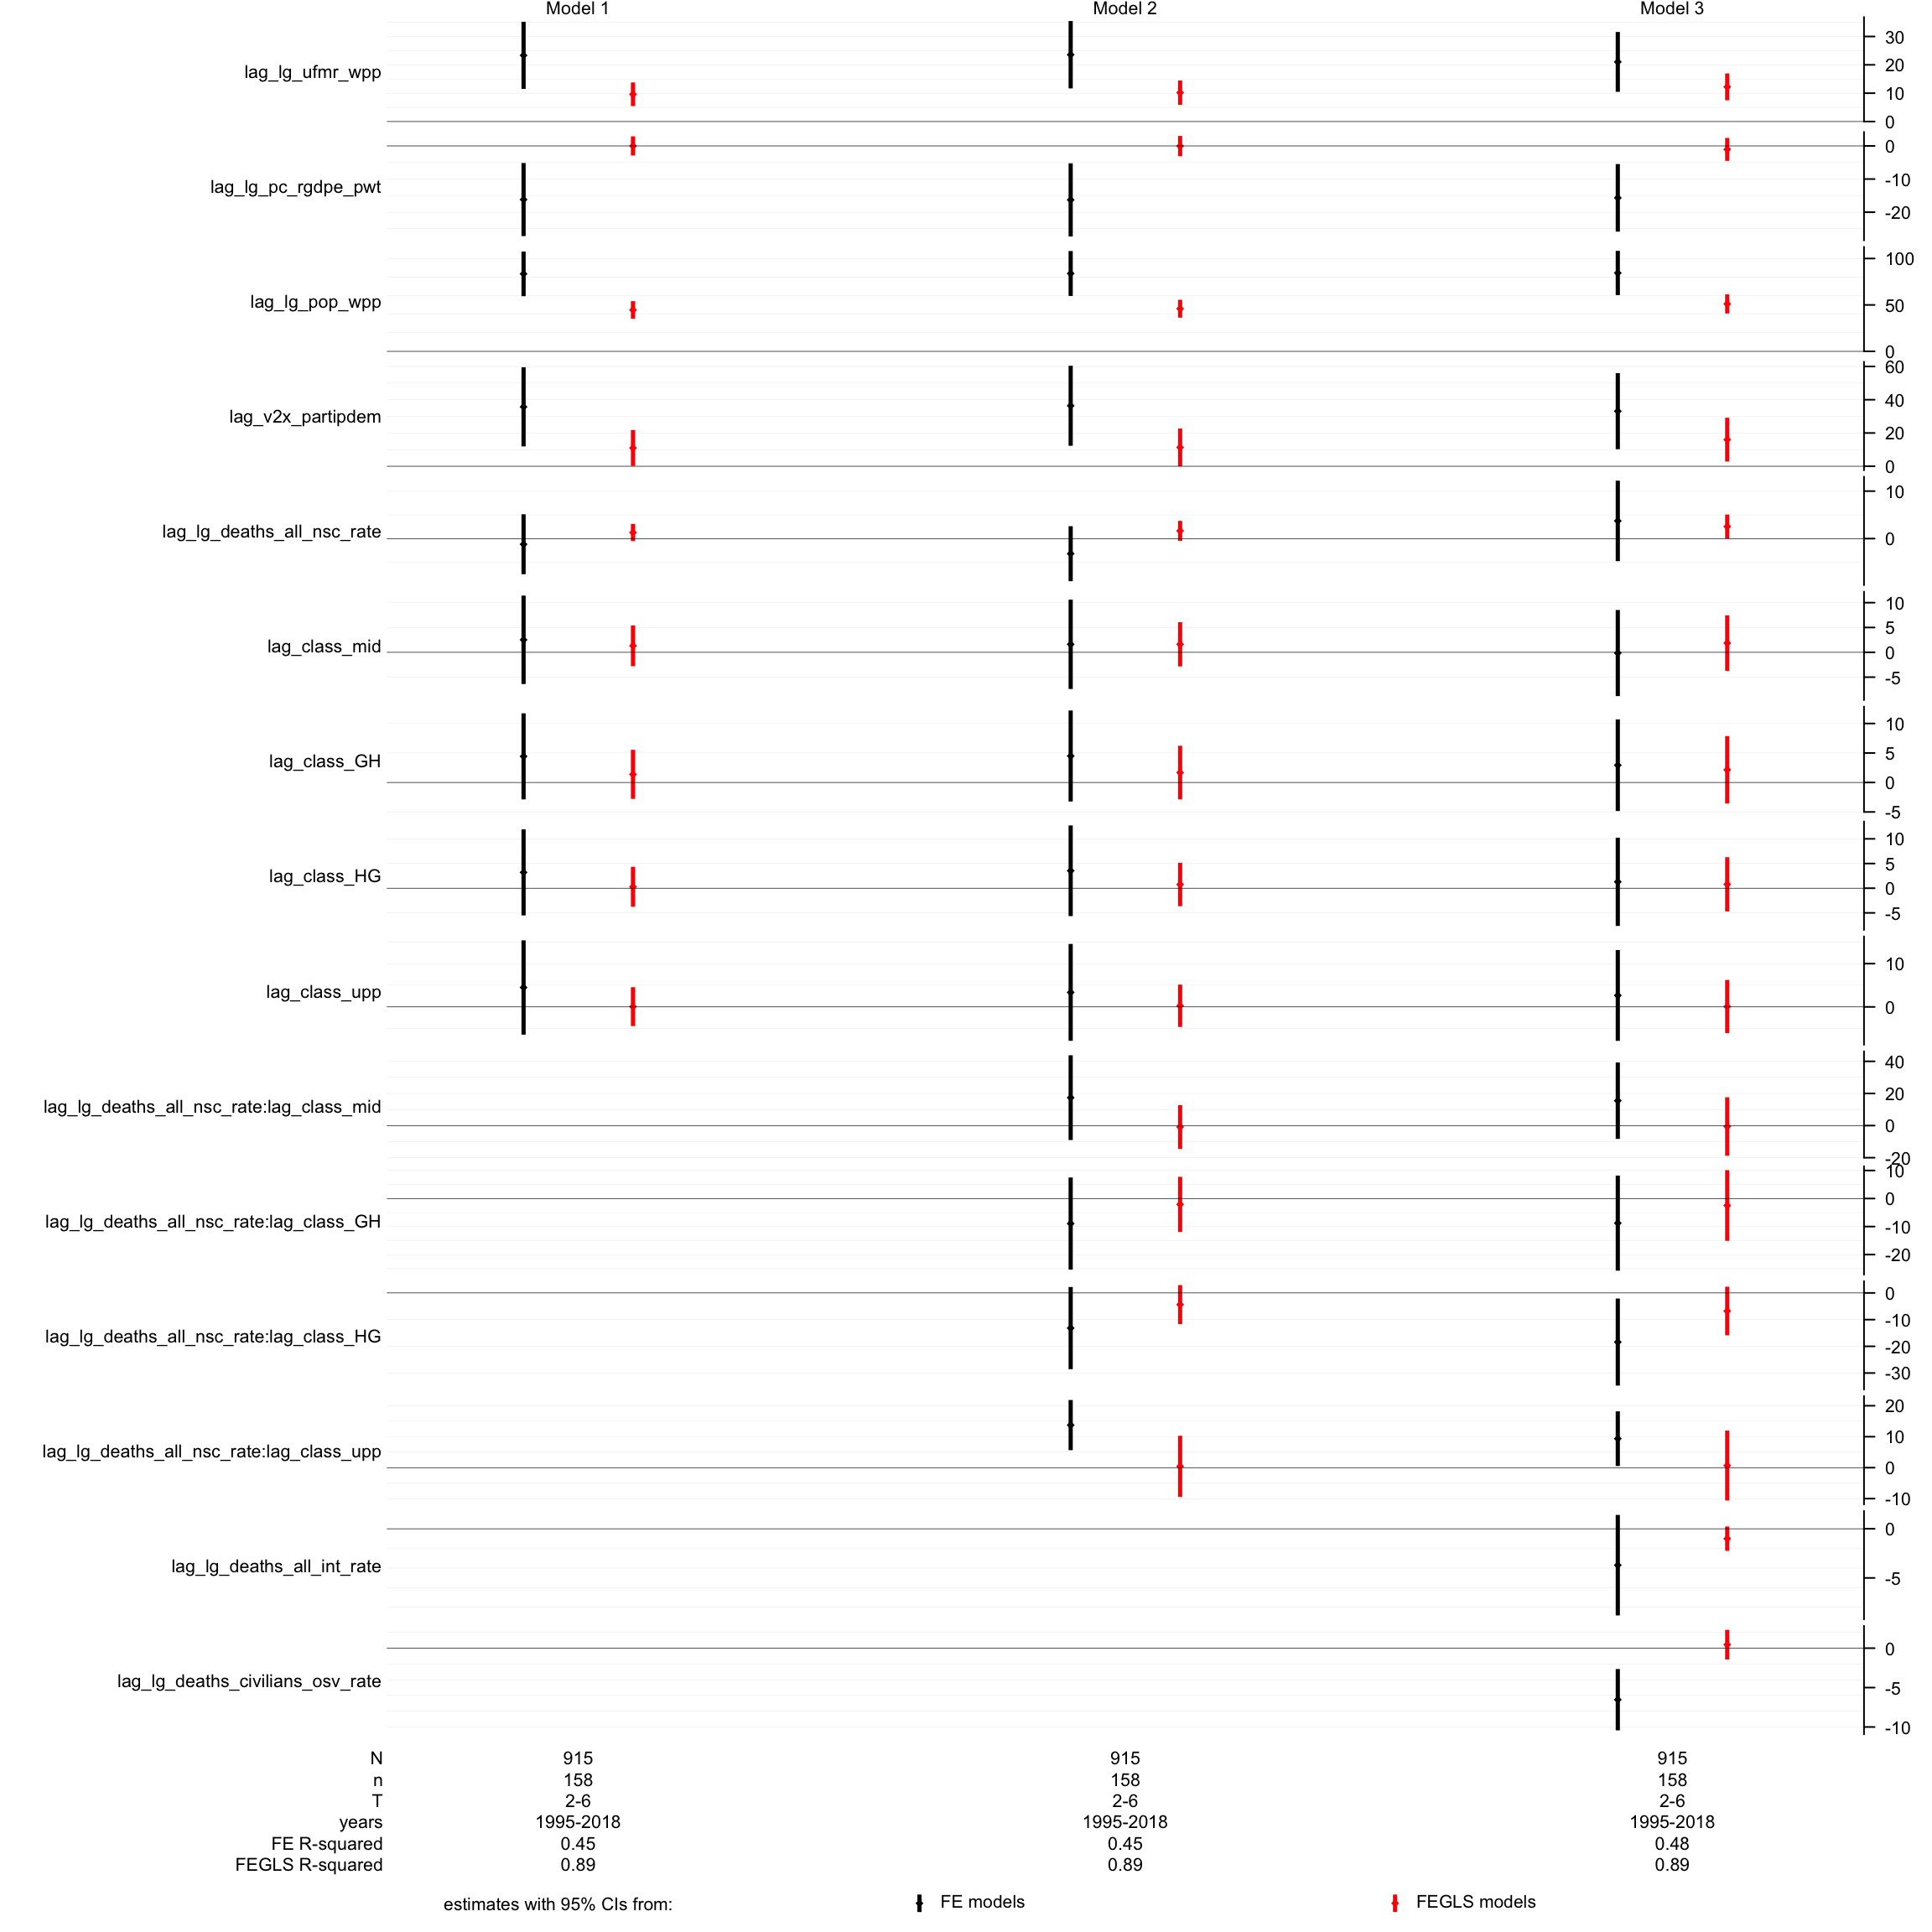 Model 1 Model 2 Model 3
lag_lg_ufmr_wpp 30 20 10 0
lag_lg_pc_rgdpe_pwt 0 -10 -20
lag_lg_pop_wpp 100 50 0
lag_v2x_partipdem 60 40 20 0
lag_lg_deaths_all_nsc_rate 10 0
lag_class_mid 10 5 0 -5
lag_class_GH 10 5 0 -5
lag_class_HG 10 5 0 -5
lag_class_upp 10 0
lag_lg_deaths_all_nsc_rate:lag_class_mid 40 20 0 -20
lag_lg_deaths_all_nsc_rate:lag_class_GH 10 0 -10 -20
lag_lg_deaths_all_nsc_rate:lag_class_HG 0 -10 -20 -30
lag_lg_deaths_all_nsc_rate:lag_class_upp 20 10 0 -10
lag_lg_deaths_all_int_rate 0 -5
lag_lg_deaths_civilians_osv_rate 0 -5 -10
N 915 915 915
n 158 158 158
T 2-6 2-6 2-6
years 1995-2018 1995-2018 1995-2018
FE R-squared 0.45 0.45 0.48
FEGLS R-squared 0.89 0.89 0.89
estimates with 95% CIs from: FE models FEGLS models